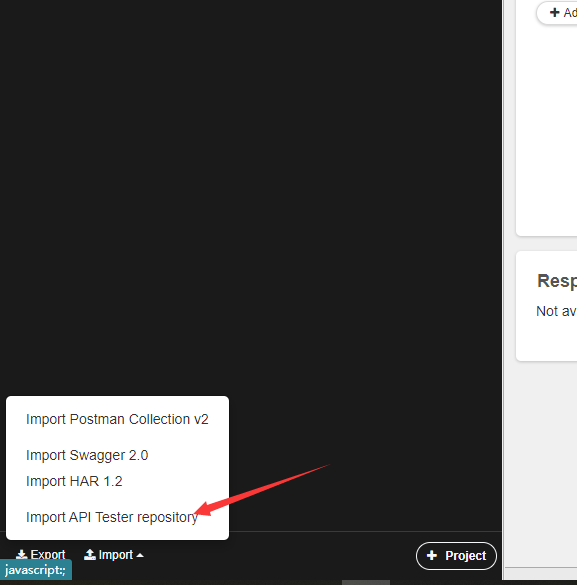 Ad
Resp
Not av
Import Postman Collection v2
Import Swagger 2.0
Import HAR 1.2
Import API Tester repository
Export
Import
Project
javascript:;